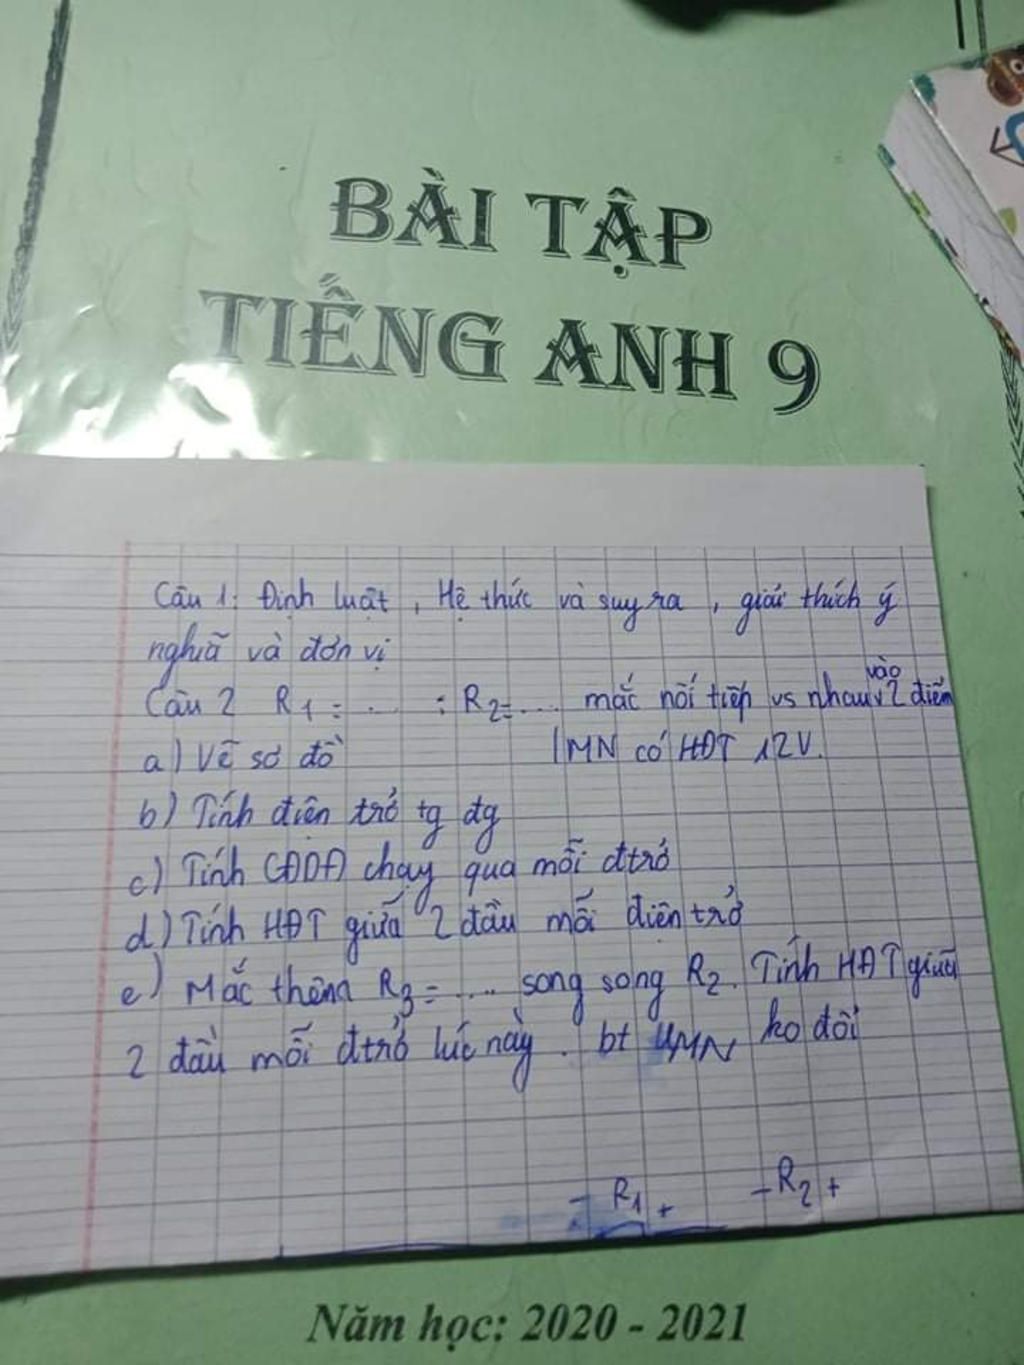 BÀI TẬP
TIẾNG ANH 9
Câu 1: Định luật, Hệ thức và suy ra, giải thích ý
nghĩa và đơn vị
Câu 2 R1 = ... : R2 = .... mắc nối tiếp vs nhau vào 2 điểm
MN có HĐT 12V.
a) Vẽ sơ đồ
b) Tính điện trở tg đg
c) Tính CĐDĐ chạy qua mỗi đtrở
d) Tính HĐT giữa 2 đầu mỗi điện trở
e) Mắc thêm R3 = .... song song R2. Tính HĐT giữa
2 đầu mỗi đtrở lúc này. bt UMN ko đổi
- R1 + - R2 +
Năm học: 2020 - 2021